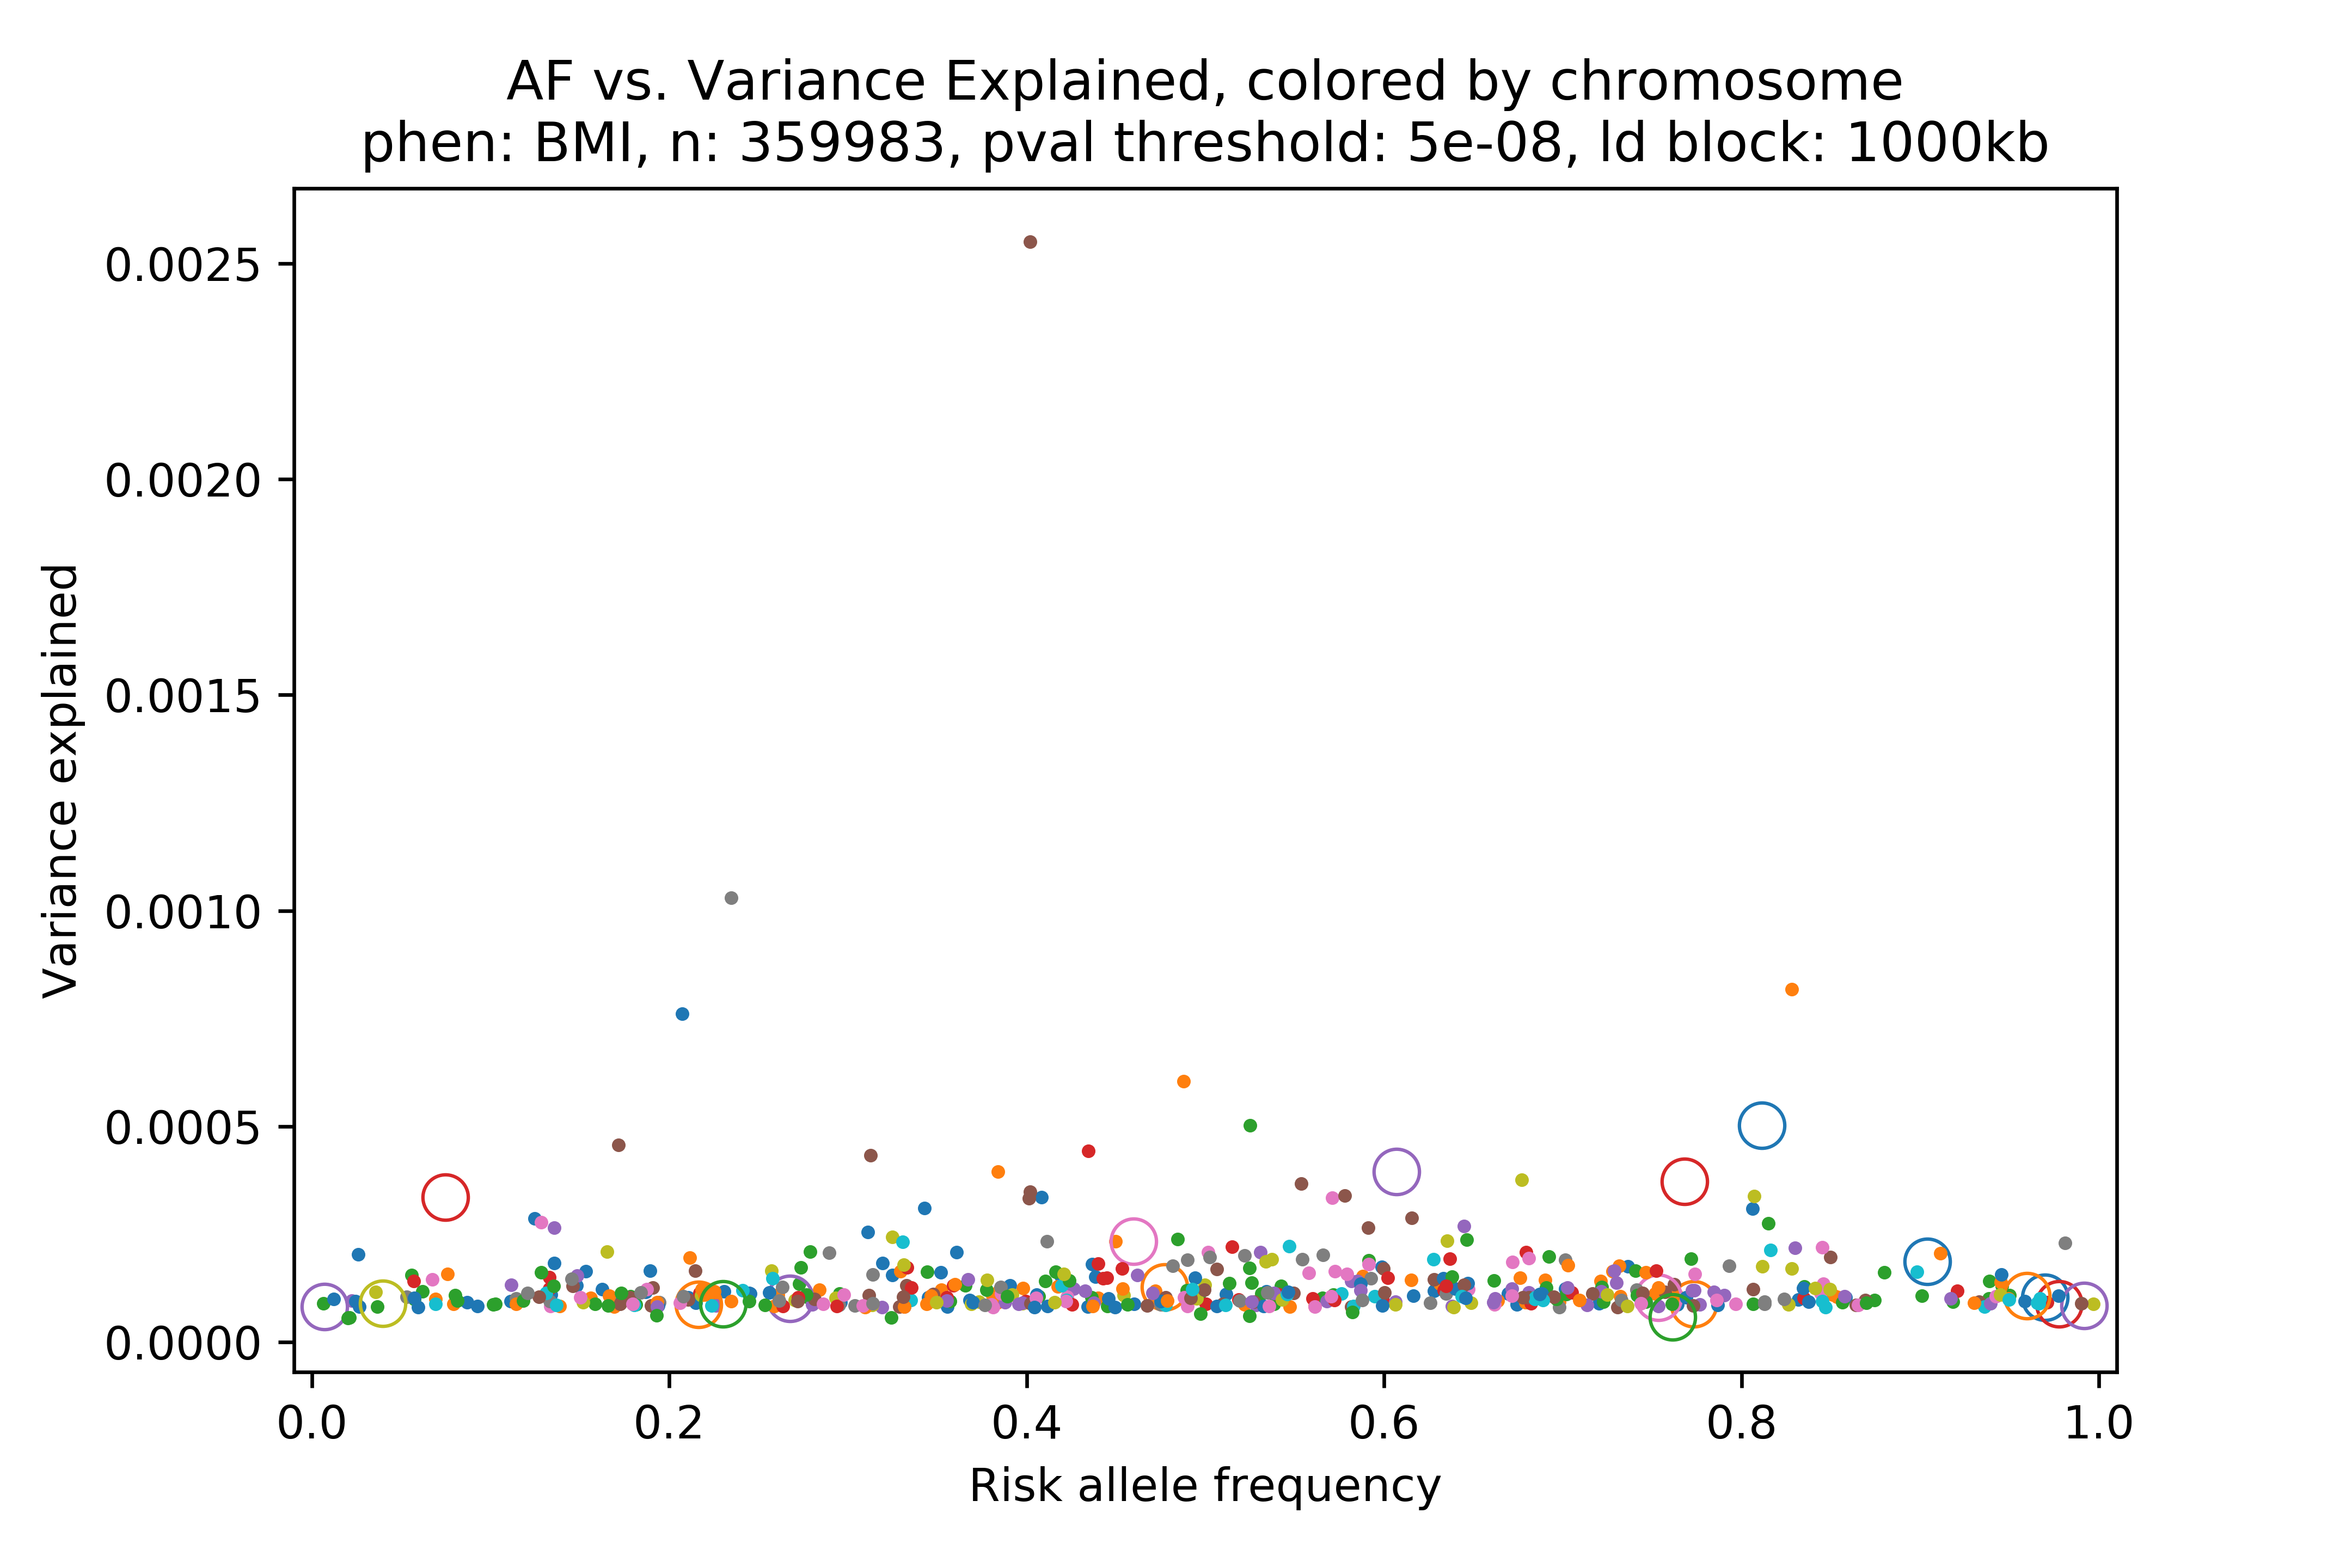 AF vs. Variance Explained, colored by chromosome
phen: BMI, n: 359983, pval threshold: 5e-08, ld block: 1000kb
Variance explained
0.0025
0.0020
0.0015
0.0010
0.0005
0.0000
0.0 0.2 0.4 0.6 0.8 1.0
Risk allele frequency